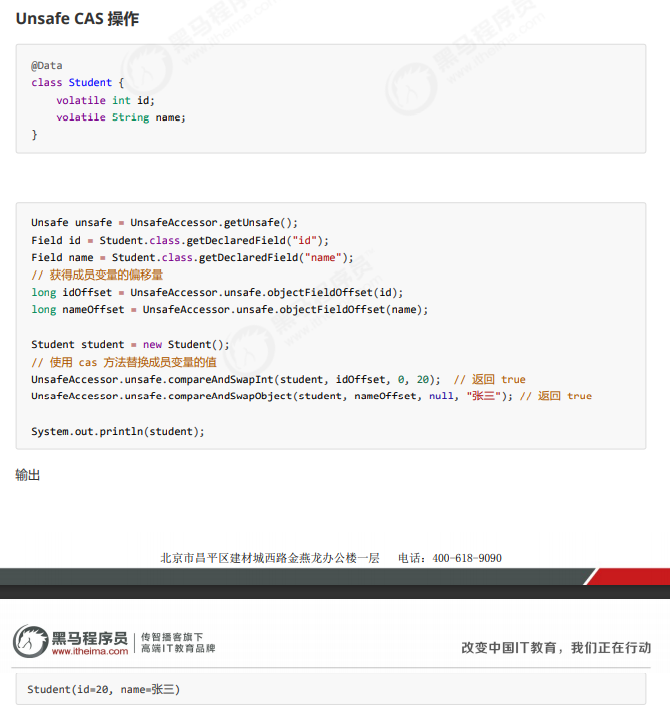 Unsafe CAS 操作
@Data
class Student {
    volatile int id;
    volatile String name;
}
Unsafe unsafe = UnsafeAccessor.getUnsafe();
Field id = Student.class.getDeclaredField("id");
Field name = Student.class.getDeclaredField("name");
// 获得成员变量的偏移量
long idOffset = UnsafeAccessor.unsafe.objectFieldOffset(id);
long nameOffset = UnsafeAccessor.unsafe.objectFieldOffset(name);
Student student = new Student();
// 使用 cas 方法替换成员变量的值
UnsafeAccessor.unsafe.compareAndSwapInt(student, idOffset, 0, 20);  // 返回 true
UnsafeAccessor.unsafe.compareAndSwapObject(student, nameOffset, null, "张三"); // 返回 true
System.out.println(student);
输出
北京市昌平区建材城西路金燕龙办公楼一层 电话：400-618-9090
黑马程序员
www.itheima.com
传智播客旗下
高端IT教育品牌
改变中国IT教育，我们正在行动
Student(id=20, name=张三)